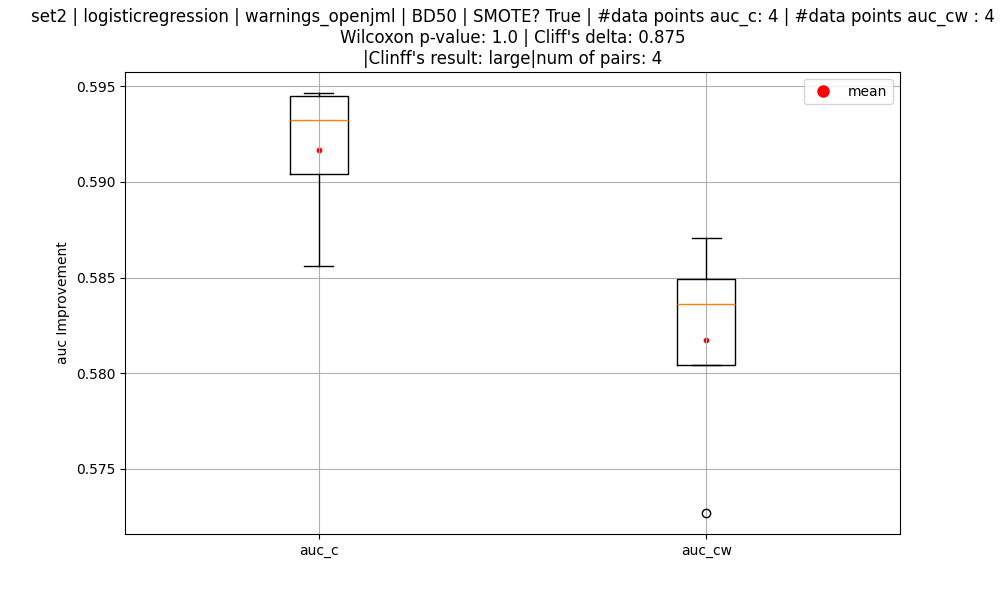 set2 | logisticregression | warnings_openjml | BD50 | SMOTE? True | #data points auc_c: 4 | #data points auc_cw : 4
Wilcoxon p-value: 1.0 | Cliff's delta: 0.875
|Clinff's result: large|num of pairs: 4
mean
auc Improvement
0.595
0.590
0.585
0.580
0.575
auc_c
auc_cw